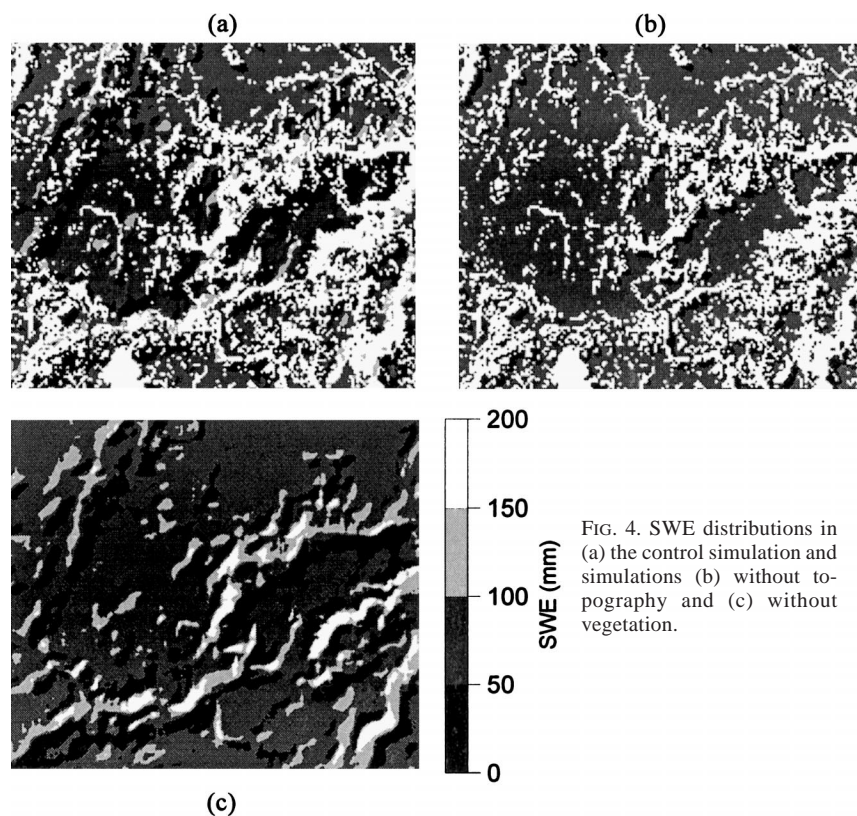 (a)
(b)
200
150
100
50
0
SWE (mm)
FIG. 4. SWE distributions in
(a) the control simulation and
simulations (b) without to-
pography and (c) without
vegetation.
(c)